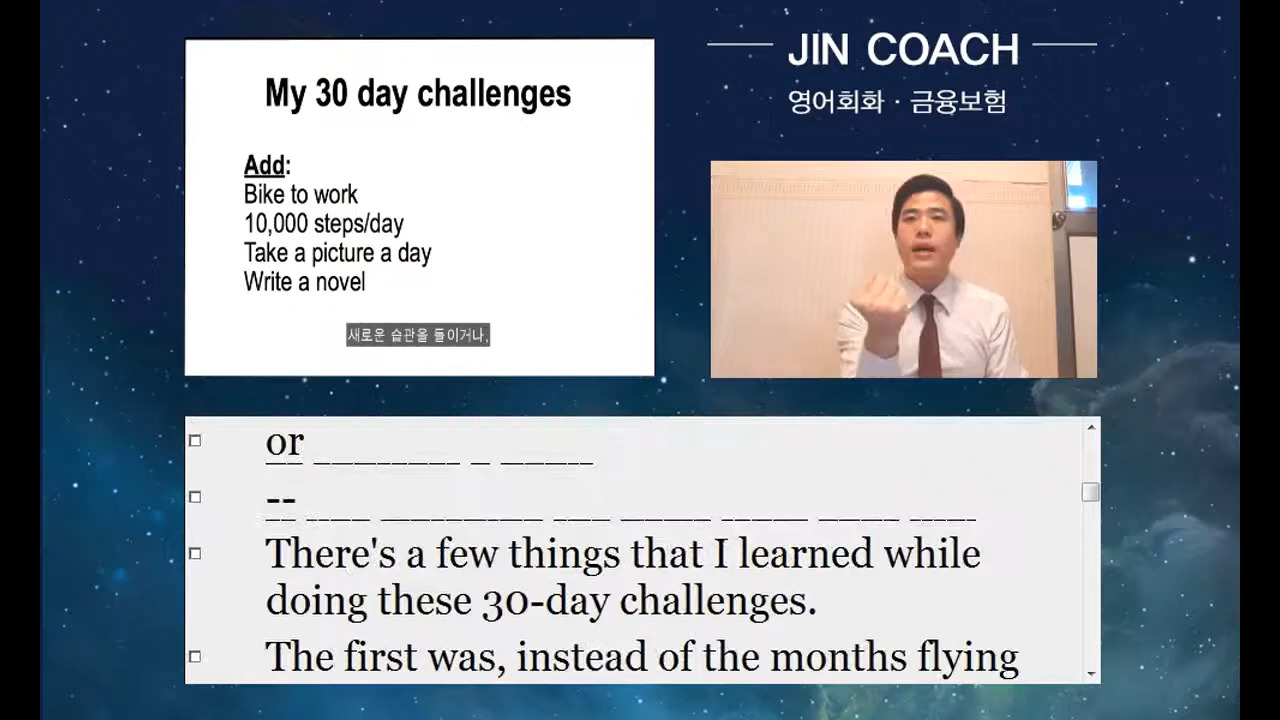 My 30 day challenges
Add:
Bike to work
10,000 steps/day
Take a picture a day
Write a novel
새로운 습관을 들이거나,
JIN COACH
영어회화 · 금융보험
or
--
There's a few things that I learned while
doing these 30-day challenges.
The first was, instead of the months flying